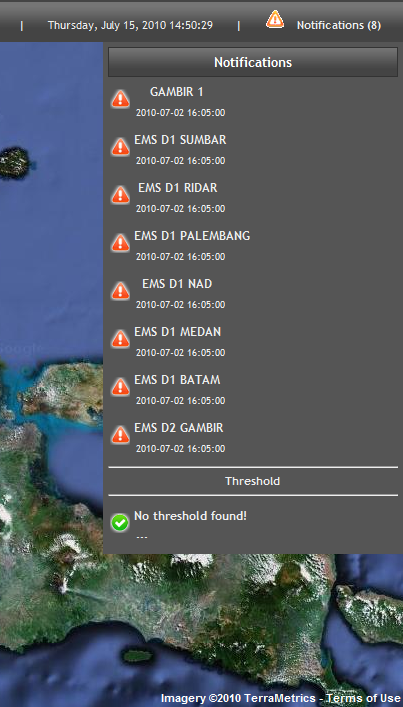 | Thursday, July 15, 2010 14:50:29 | Notifications (8)
Notifications
GAMBIR 1
2010-07-02 16:05:00
EMS D1 SUMBAR
2010-07-02 16:05:00
EMS D1 RIDAR
2010-07-02 16:05:00
EMS D1 PALEMBANG
2010-07-02 16:05:00
EMS D1 NAD
2010-07-02 16:05:00
EMS D1 MEDAN
2010-07-02 16:05:00
EMS D1 BATAM
2010-07-02 16:05:00
EMS D2 GAMBIR
2010-07-02 16:05:00
Threshold
No threshold found!
---
Imagery ©2010 TerraMetrics - Terms of Use